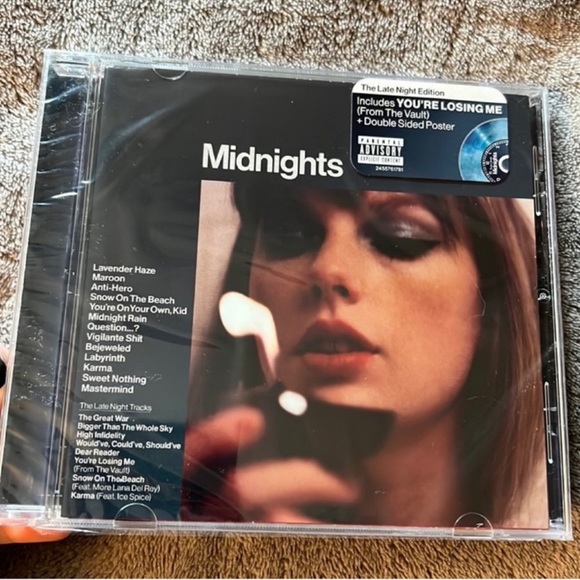 The Late Night Edition
Includes YOU'RE LOSING ME
(From The Vault)
+ Double Sided Poster
PARENTAL
ADVISORY
EXPLICIT CONTENT
2455761791
Midnights
Lavender Haze
Maroon
Anti-Hero
Snow On The Beach
You're On Your Own, Kid
Midnight Rain
Question...?
Vigilante Shit
Bejeweled
Labyrinth
Karma
Sweet Nothing
Mastermind
The Late Night Tracks
The Great War
Bigger Than The Whole Sky
High Infidelity
Would've, Could've, Should've
Dear Reader
You're Losing Me
(From The Vault)
Snow On The Beach
(Feat. More Lana Del Rey)
Karma (Feat. Ice Spice)